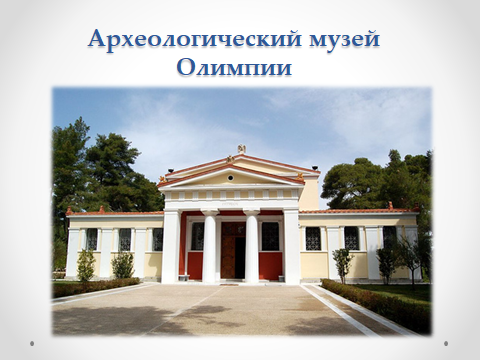 Археологический музей
Олимпии